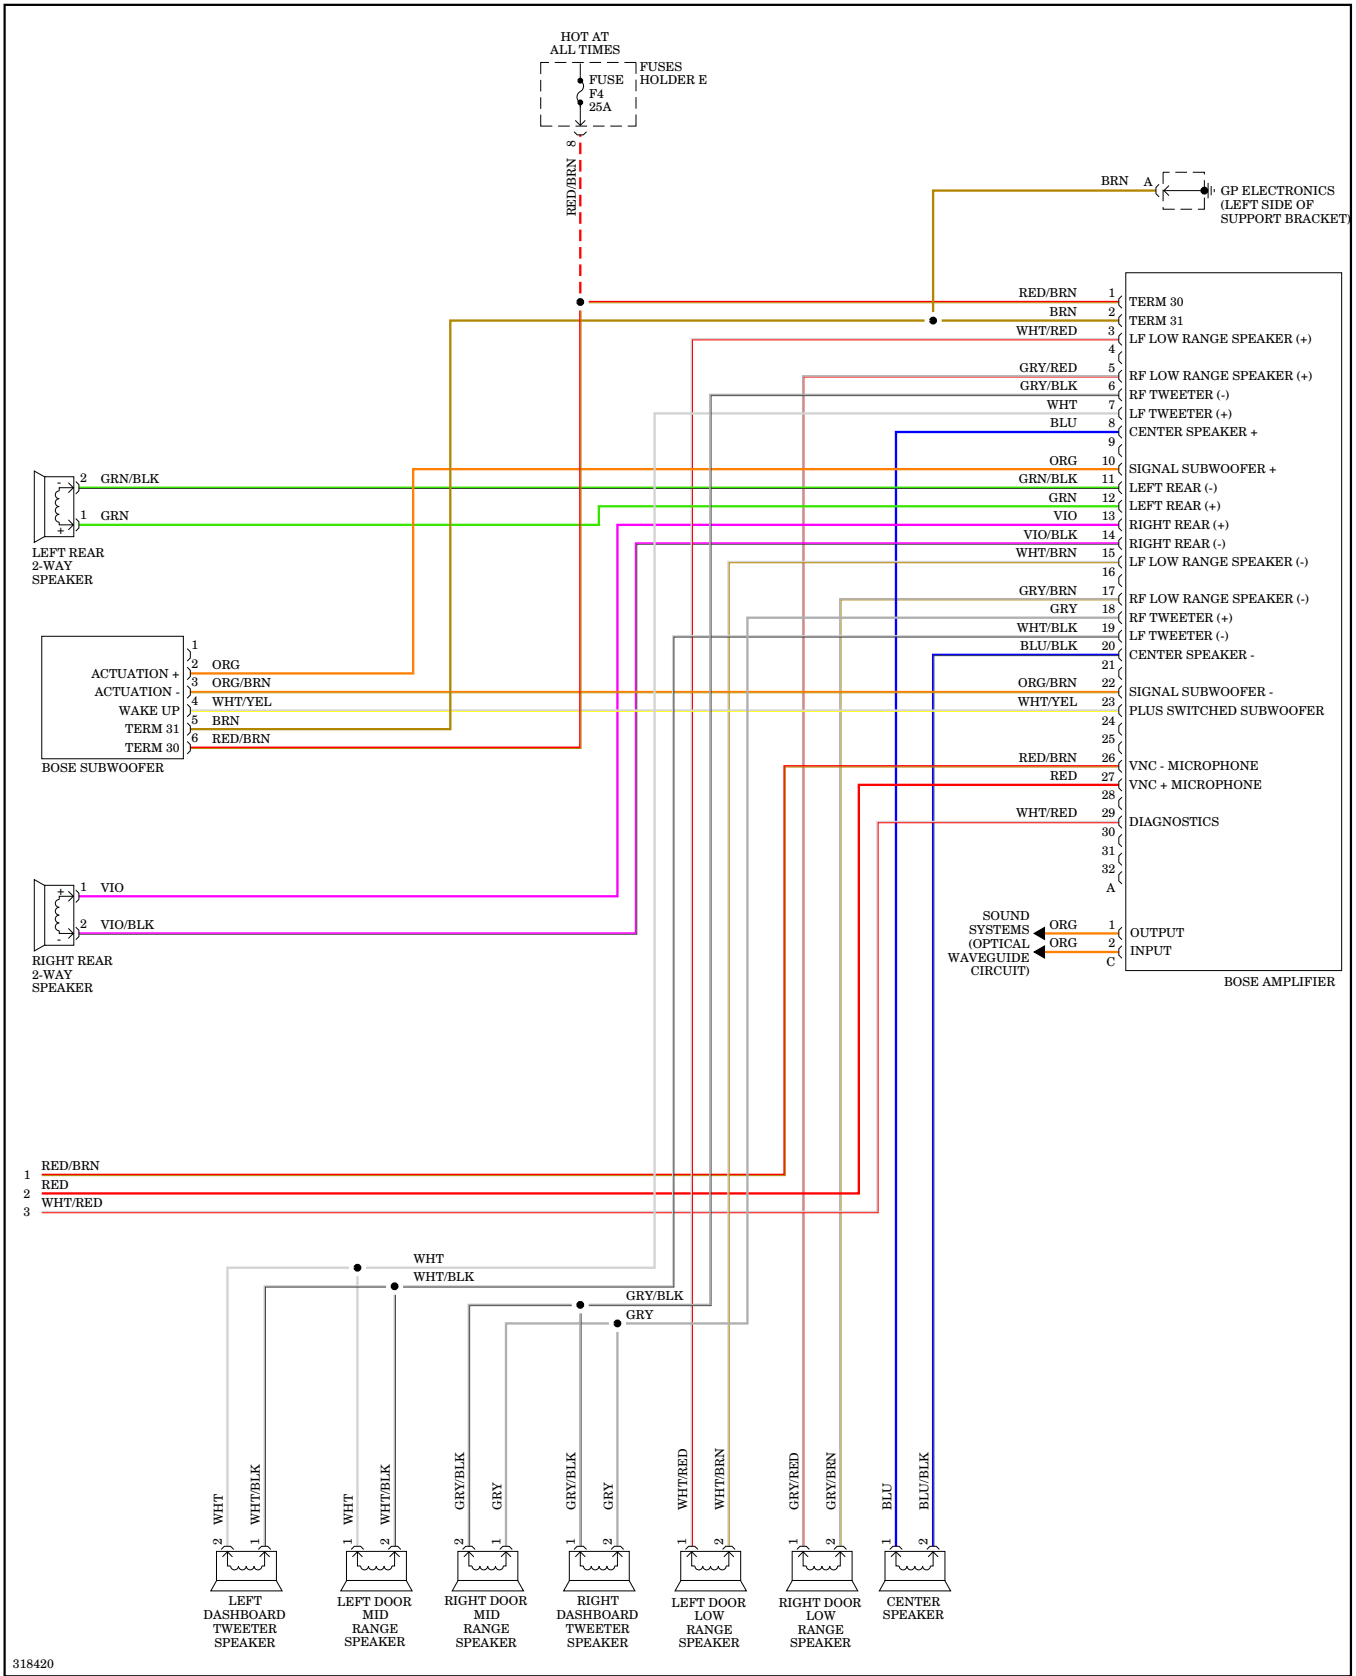 HOT AT
ALL TIMES
FUSES
HOLDER E
FUSE
F4
25A
8
RED/BRN
BRN A
GP ELECTRONICS
(LEFT SIDE OF
SUPPORT BRACKET)
RED/BRN 1 TERM 30
BRN 2 TERM 31
WHT/RED 3 LF LOW RANGE SPEAKER (+)
4
GRY/RED 5 RF LOW RANGE SPEAKER (+)
GRY/BLK 6 RF TWEETER (-)
WHT 7 LF TWEETER (+)
BLU 8 CENTER SPEAKER +
9
ORG 10 SIGNAL SUBWOOFER +
GRN/BLK 11 LEFT REAR (-)
GRN 12 LEFT REAR (+)
VIO 13 RIGHT REAR (+)
VIO/BLK 14 RIGHT REAR (-)
WHT/BRN 15 LF LOW RANGE SPEAKER (-)
16
GRY/BRN 17 RF LOW RANGE SPEAKER (-)
GRY 18 RF TWEETER (+)
WHT/BLK 19 LF TWEETER (-)
BLU/BLK 20 CENTER SPEAKER -
21
ORG/BRN 22 SIGNAL SUBWOOFER -
WHT/YEL 23 PLUS SWITCHED SUBWOOFER
24
25
RED/BRN 26 VNC - MICROPHONE
RED 27 VNC + MICROPHONE
28
WHT/RED 29 DIAGNOSTICS
30
31
32
A
SOUND
SYSTEMS
(OPTICAL
WAVEGUIDE
CIRCUIT)
ORG 1 OUTPUT
ORG 2 INPUT
C
BOSE AMPLIFIER
- 2 GRN/BLK
+ 1 GRN
LEFT REAR
2-WAY
SPEAKER
1
ACTUATION + 2 ORG
ACTUATION - 3 ORG/BRN
WAKE UP 4 WHT/YEL
TERM 31 5 BRN
TERM 30 6 RED/BRN
BOSE SUBWOOFER
+ 1 VIO
- 2 VIO/BLK
RIGHT REAR
2-WAY
SPEAKER
1 RED/BRN
2 RED
3 WHT/RED
WHT
WHT/BLK
GRY/BLK
GRY
WHT 2
WHT/BLK 1
WHT 1
WHT/BLK 2
GRY/BLK 2
GRY 1
GRY/BLK 1
GRY 2
WHT/RED 1
WHT/BRN 2
GRY/RED 1
GRY/BRN 2
BLU 1
BLU/BLK 2
LEFT
DASHBOARD
TWEETER
SPEAKER
LEFT DOOR
MID
RANGE
SPEAKER
RIGHT DOOR
MID
RANGE
SPEAKER
RIGHT
DASHBOARD
TWEETER
SPEAKER
LEFT DOOR
LOW
RANGE
SPEAKER
RIGHT DOOR
LOW
RANGE
SPEAKER
CENTER
SPEAKER
318420